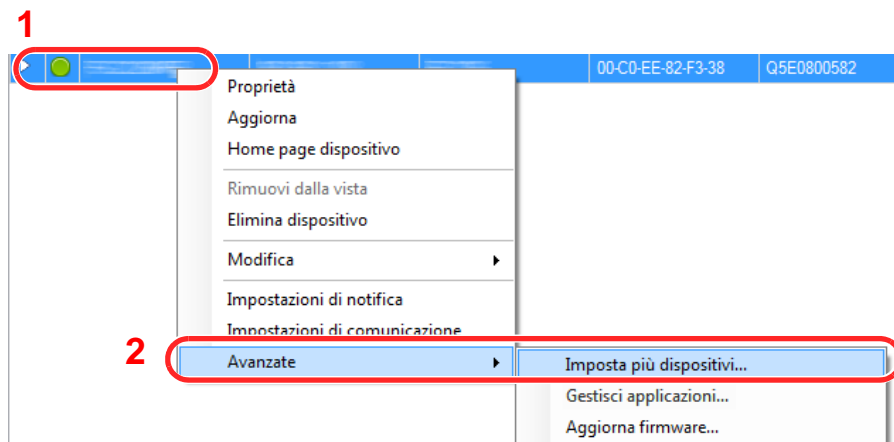 1
00-C0-EE-82-F3-38 Q5E0800582
Proprietà
Aggiorna
Home page dispositivo
Rimuovi dalla vista
Elimina dispositivo
Modifica
Impostazioni di notifica
Impostazioni di comunicazione
2
Avanzate
Imposta più dispositivi...
Gestisci applicazioni...
Aggiorna firmware...